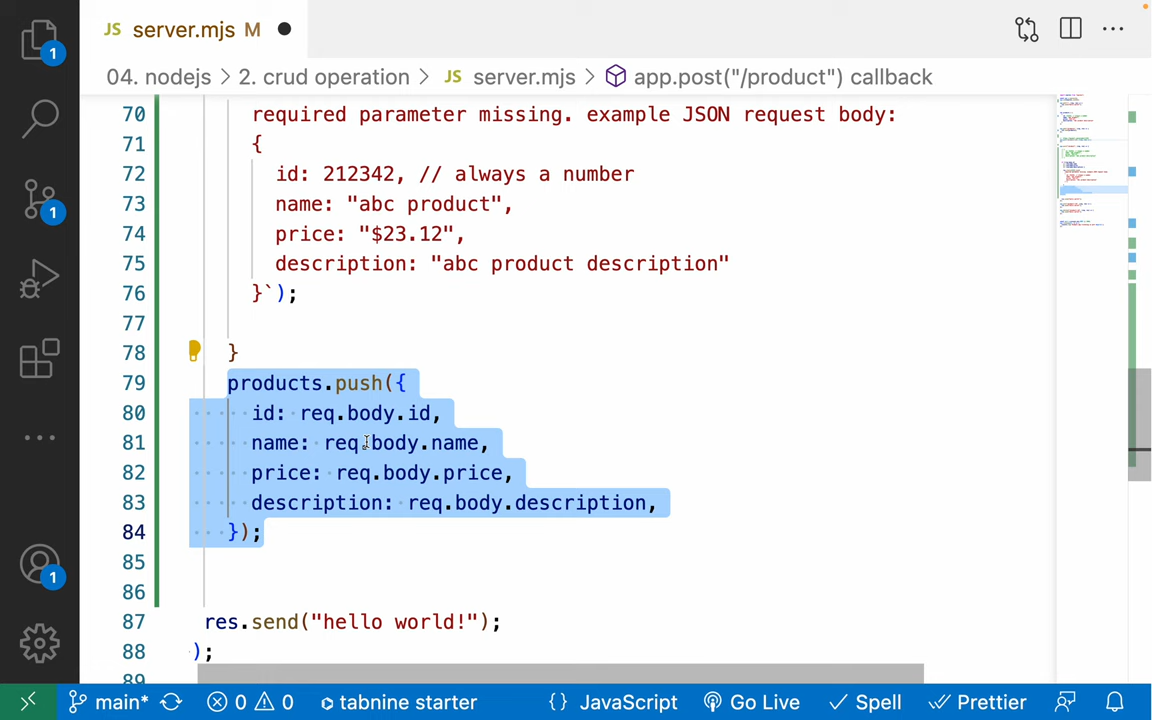 1
1
1
JS server.mjs M
04. nodejs > 2. crud operation > JS server.mjs > app.post("/product") callback
70 required parameter missing. example JSON request body:
71 {
72 id: 212342, // always a number
73 name: "abc product",
74 price: "$23.12",
75 description: "abc product description"
76 }`);
77
78 }
79 products.push({
80 id: req.body.id,
81 name: req.body.name,
82 price: req.body.price,
83 description: req.body.description,
84 });
85
86
87 res.send("hello world!");
88 );
89
main* 0 0 tabnine starter {} JavaScript Go Live Spell Prettier